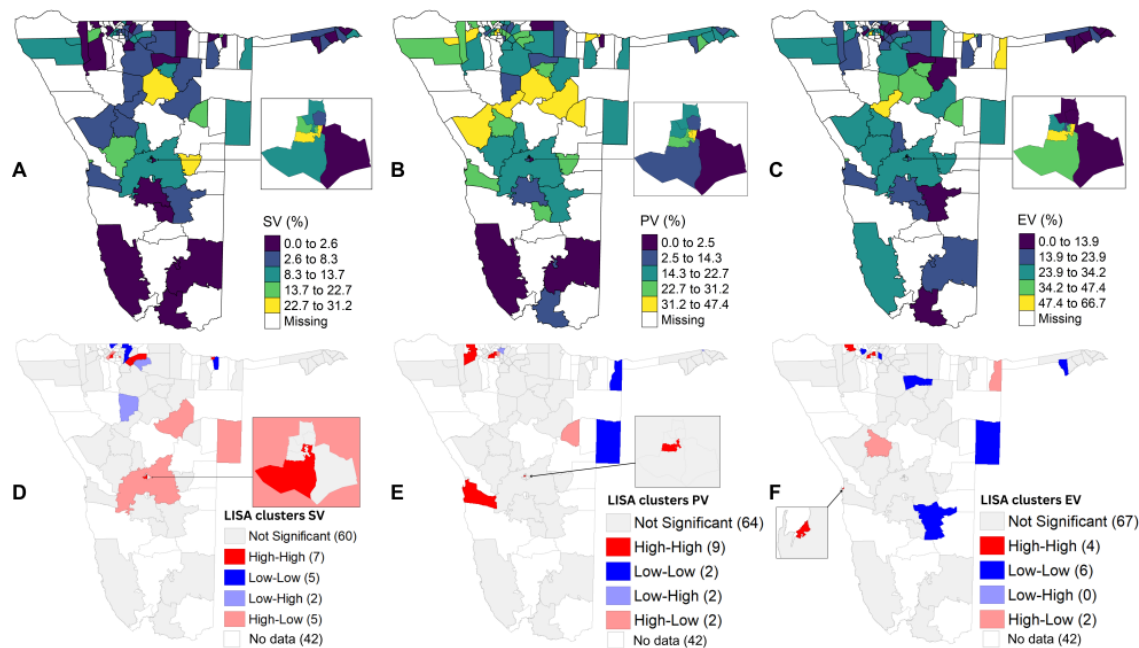 A
SV (%)
0.0 to 2.6
2.6 to 8.3
8.3 to 13.7
13.7 to 22.7
22.7 to 31.2
Missing
B
PV (%)
0.0 to 2.5
2.5 to 14.3
14.3 to 22.7
22.7 to 31.2
31.2 to 47.4
Missing
C
EV (%)
0.0 to 13.9
13.9 to 23.9
23.9 to 34.2
34.2 to 47.4
47.4 to 66.7
Missing
D
LISA clusters SV
Not Significant (60)
High-High (7)
Low-Low (5)
Low-High (2)
High-Low (5)
No data (42)
E
LISA clusters PV
Not Significant (64)
High-High (9)
Low-Low (2)
Low-High (2)
High-Low (2)
No data (42)
F
LISA clusters EV
Not Significant (67)
High-High (4)
Low-Low (6)
Low-High (0)
High-Low (2)
No data (42)